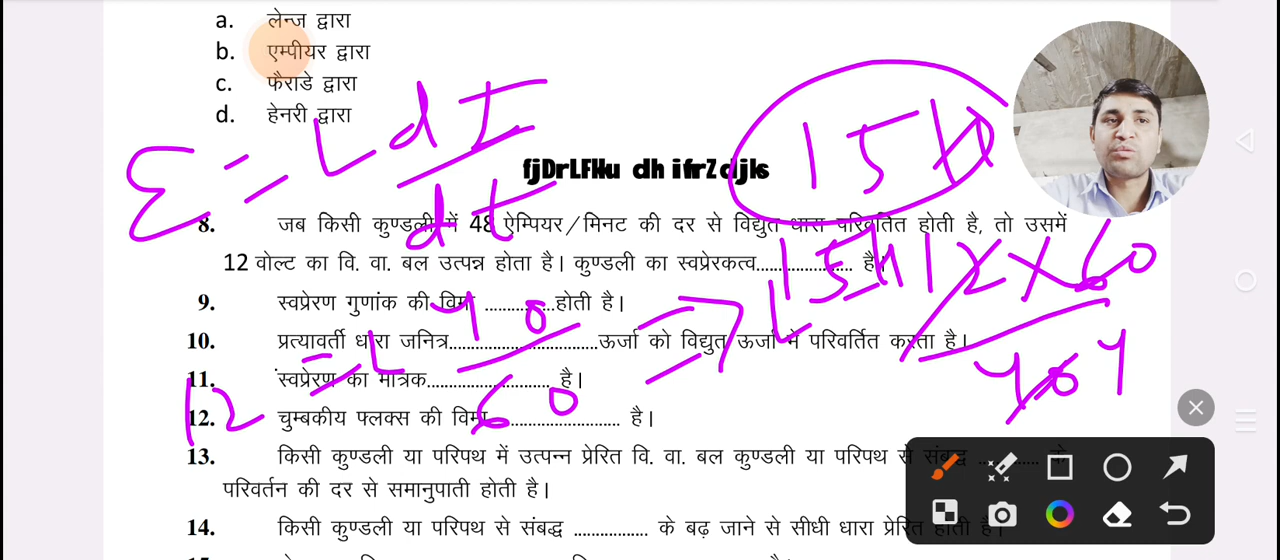 a. लेन्ज द्वारा
b. एम्पीयर द्वारा
c. फैराडे द्वारा
d. हेनरी द्वारा
Ɛ = L dI/dt
15H
fjDrLFkku dh ifrZ djks
8. जब किसी कुण्डली में 48 ऐम्पियर/मिनट की दर से विद्युत धारा परिवर्तित होती है, तो उसमें
12 वोल्ट का वि. वा. बल उत्पन्न होता है। कुण्डली का स्वप्रेरकत्व.................... है।
15H
12 × 60
9. स्वप्रेरण गुणांक की विमा ..............होती है।
10. प्रत्यावर्ती धारा जनित्र..............................ऊर्जा को विद्युत ऊर्जा में परिवर्तित करता है।
11. स्वप्रेरण का मात्रक......................... है।
12 = L
60
12. चुम्बकीय फ्लक्स की विमा ........................... है।
13. किसी कुण्डली या परिपथ में उत्पन्न प्रेरित वि. वा. बल कुण्डली या परिपथ से संबद्ध ............. के
परिवर्तन की दर से समानुपाती होती है।
14. किसी कुण्डली या परिपथ से संबद्ध ................. के बढ़ जाने से सीधी धारा प्रेरित होती है।